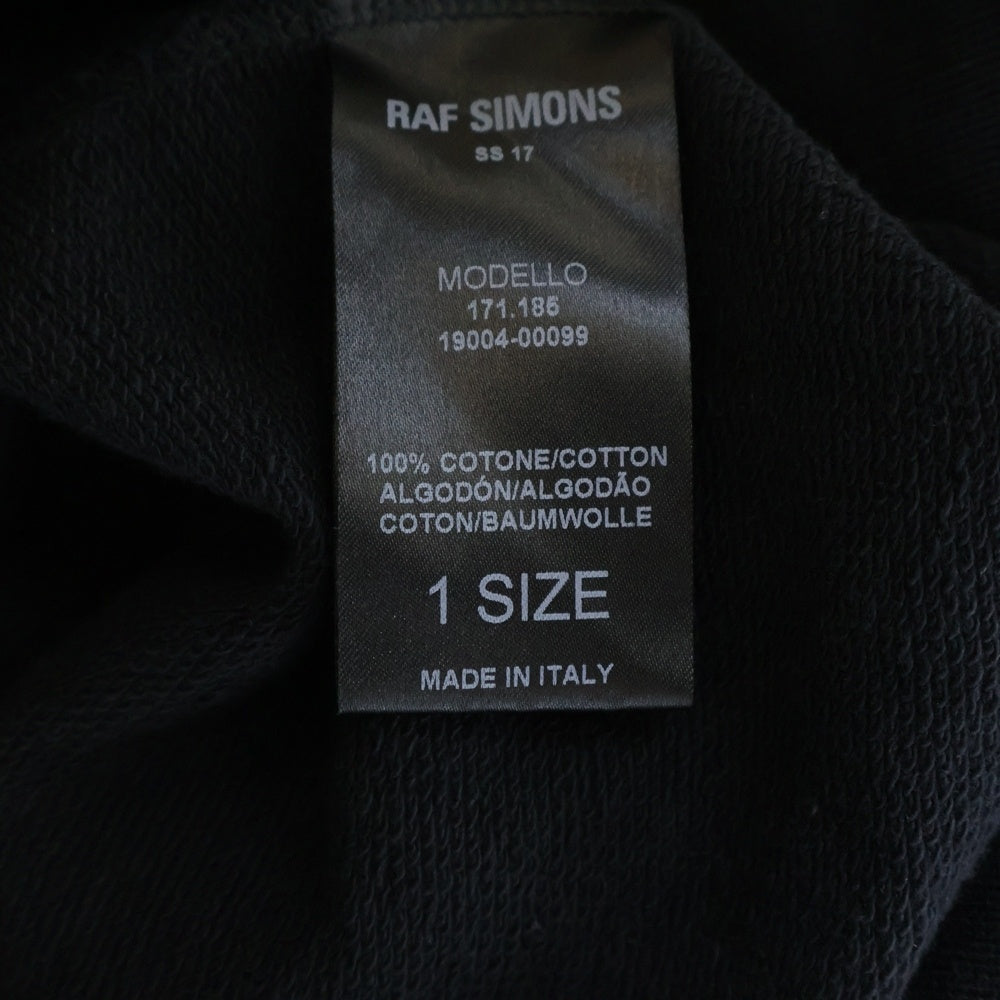 RAF SIMONS
SS 17
MODELLO
171.185
19004-00099
100% COTONE/COTTON
ALGODÓN/ALGODÃO
COTON/BAUMWOLLE
1 SIZE
MADE IN ITALY